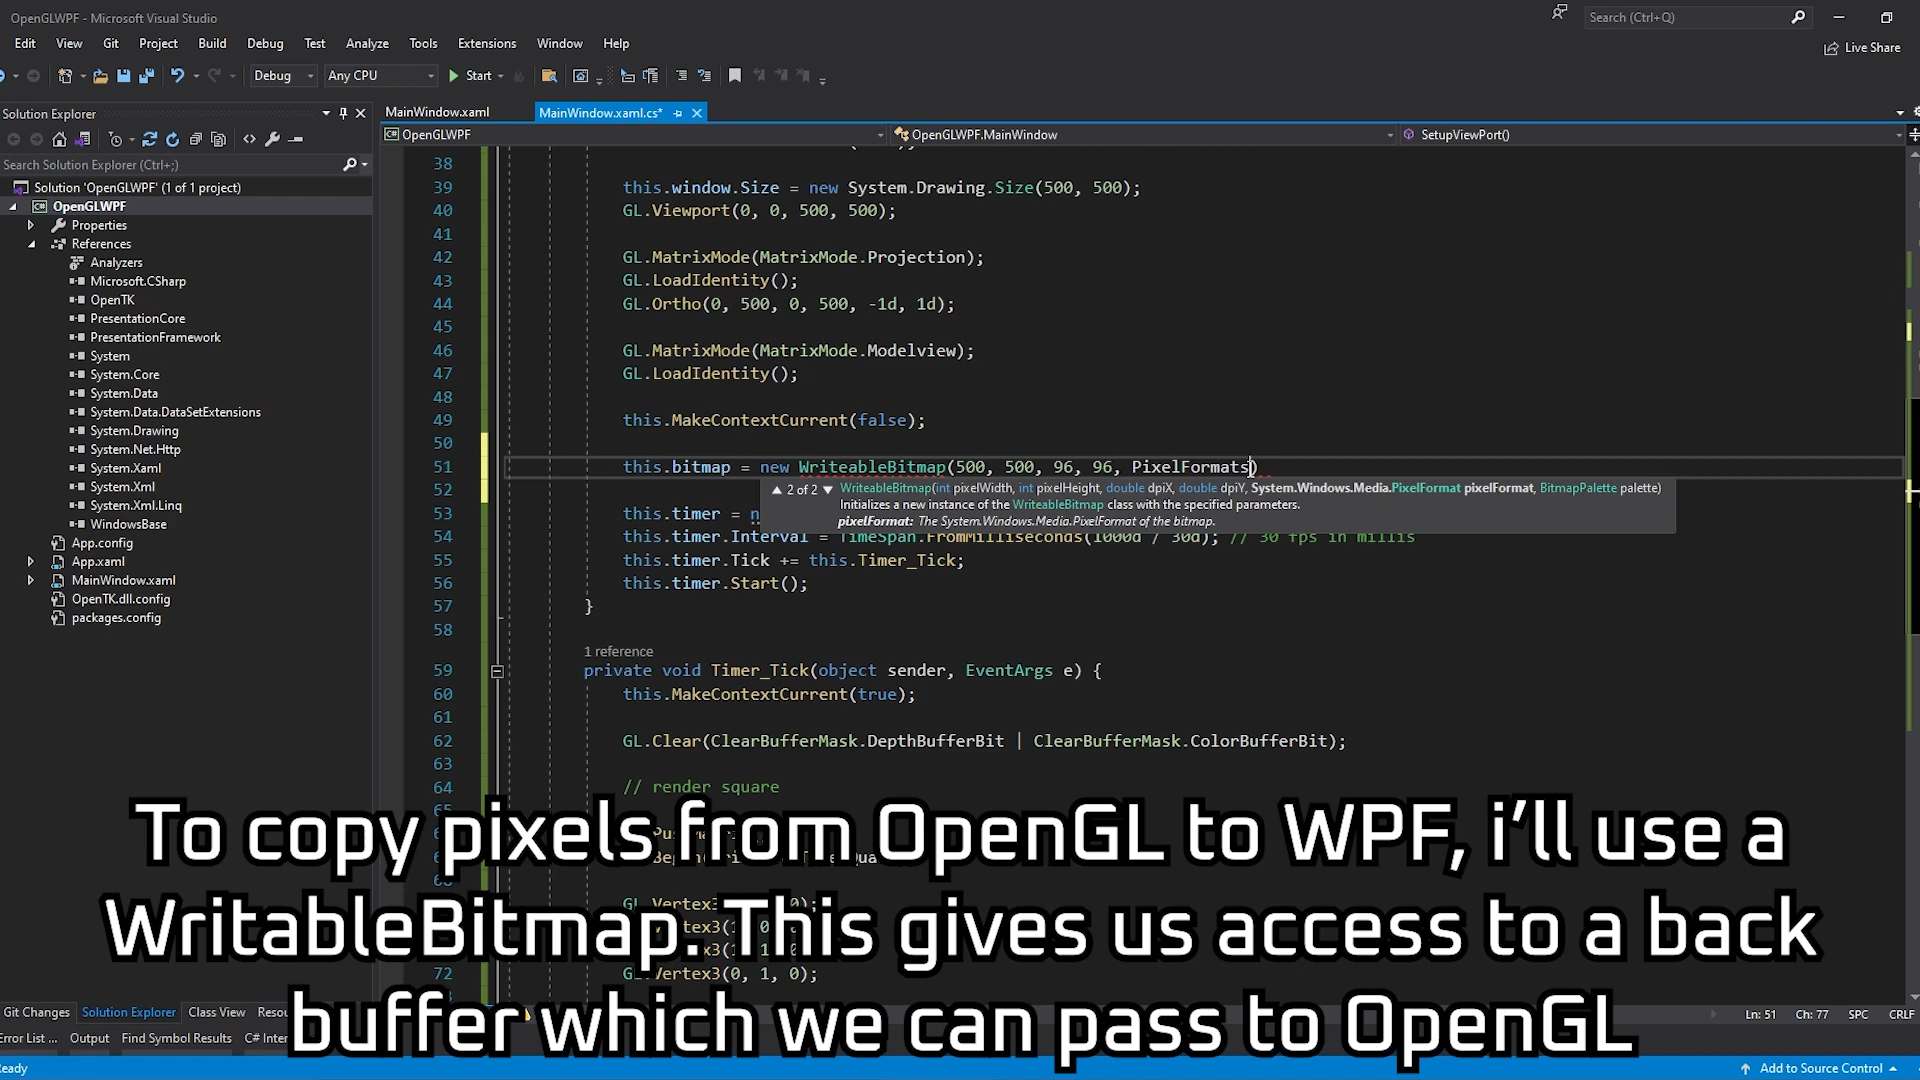 OpenGLWPF - Microsoft Visual Studio
Search (Ctrl+Q)
Edit View Git Project Build Debug Test Analyze Tools Extensions Window Help
Live Share
Debug Any CPU Start
Solution Explorer
MainWindow.xaml MainWindow.xaml.cs*
OpenGLWPF OpenGLWPF.MainWindow SetupViewPort()
Search Solution Explorer (Ctrl+;)
Solution 'OpenGLWPF' (1 of 1 project)
OpenGLWPF
Properties
References
Analyzers
Microsoft.CSharp
OpenTK
PresentationCore
PresentationFramework
System
System.Core
System.Data
System.Data.DataSetExtensions
System.Drawing
System.Net.Http
System.Xaml
System.Xml
System.Xml.Linq
WindowsBase
App.config
App.xaml
MainWindow.xaml
OpenTK.dll.config
packages.config
38
39 this.window.Size = new System.Drawing.Size(500, 500);
40 GL.Viewport(0, 0, 500, 500);
41
42 GL.MatrixMode(MatrixMode.Projection);
43 GL.LoadIdentity();
44 GL.Ortho(0, 500, 0, 500, -1d, 1d);
45
46 GL.MatrixMode(MatrixMode.Modelview);
47 GL.LoadIdentity();
48
49 this.MakeContextCurrent(false);
50
51 this.bitmap = new WriteableBitmap(500, 500, 96, 96, PixelFormats)
2 of 2 WriteableBitmap(int pixelWidth, int pixelHeight, double dpiX, double dpiY, System.Windows.Media.PixelFormat pixelFormat, BitmapPalette palette)
Initializes a new instance of the WriteableBitmap class with the specified parameters.
pixelFormat: The System.Windows.Media.PixelFormat of the bitmap.
52
53 this.timer = n
54 this.timer.Interval = TimeSpan.FromMilliseconds(1000d / 30d); // 30 fps in millis
55 this.timer.Tick += this.Timer_Tick;
56 this.timer.Start();
57 }
58
1 reference
59 private void Timer_Tick(object sender, EventArgs e) {
60 this.MakeContextCurrent(true);
61
62 GL.Clear(ClearBufferMask.DepthBufferBit | ClearBufferMask.ColorBufferBit);
63
64 // render square
72 GL.Vertex3(0, 1, 0);
To copy pixels from OpenGL to WPF, i'll use a
WritableBitmap. This gives us access to a back
buffer which we can pass to OpenGL
Git Changes Solution Explorer Class View
Ln: 51 Ch: 77 SPC CRLF
Output Find Symbol Results
Add to Source Control